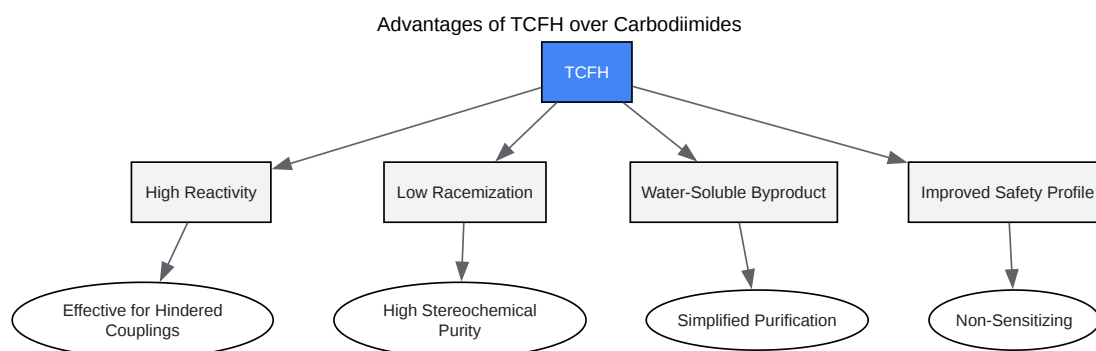 Advantages of TCFH over Carbodiimides
TCFH
High Reactivity
Low Racemization
Water-Soluble Byproduct
Improved Safety Profile
Effective for Hindered
Couplings
High Stereochemical
Purity
Simplified Purification
Non-Sensitizing